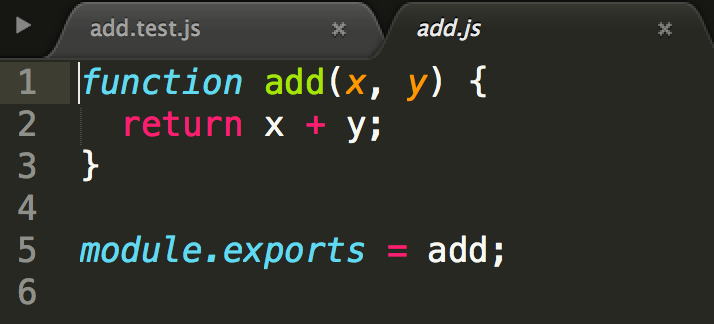 add.test.js add.js
1 function add(x, y) {
2   return x + y;
3 }
4
5 module.exports = add;
6